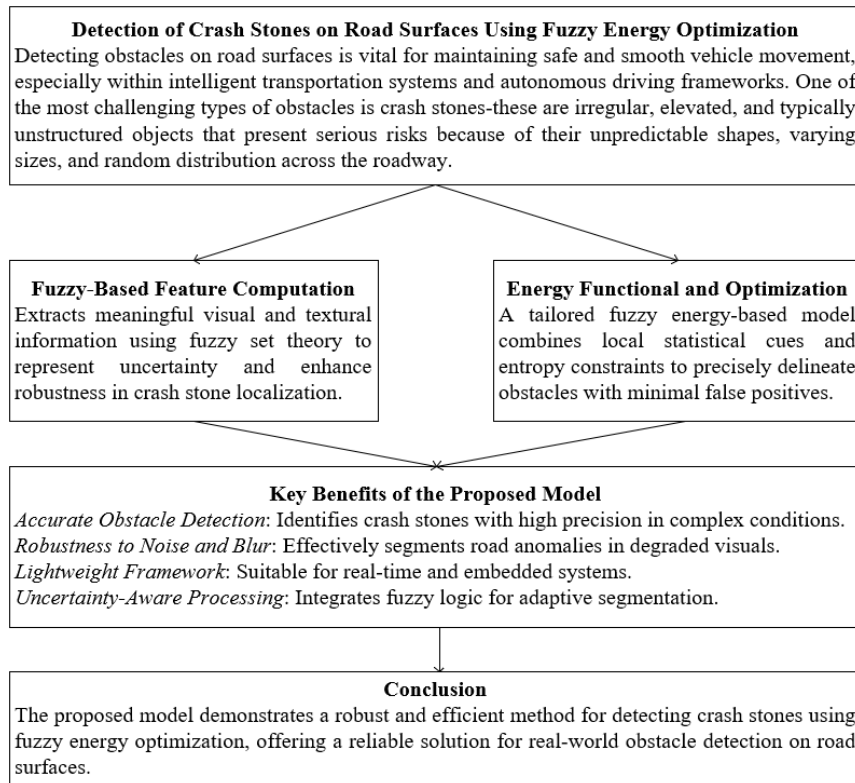 Detection of Crash Stones on Road Surfaces Using Fuzzy Energy Optimization
Detecting obstacles on road surfaces is vital for maintaining safe and smooth vehicle movement,
especially within intelligent transportation systems and autonomous driving frameworks. One of
the most challenging types of obstacles is crash stones-these are irregular, elevated, and typically
unstructured objects that present serious risks because of their unpredictable shapes, varying
sizes, and random distribution across the roadway.
Fuzzy-Based Feature Computation
Extracts meaningful visual and textural
information using fuzzy set theory to
represent uncertainty and enhance
robustness in crash stone localization.
Energy Functional and Optimization
A tailored fuzzy energy-based model
combines local statistical cues and
entropy constraints to precisely delineate
obstacles with minimal false positives.
Key Benefits of the Proposed Model
Accurate Obstacle Detection: Identifies crash stones with high precision in complex conditions.
Robustness to Noise and Blur: Effectively segments road anomalies in degraded visuals.
Lightweight Framework: Suitable for real-time and embedded systems.
Uncertainty-Aware Processing: Integrates fuzzy logic for adaptive segmentation.
Conclusion
The proposed model demonstrates a robust and efficient method for detecting crash stones using
fuzzy energy optimization, offering a reliable solution for real-world obstacle detection on road
surfaces.